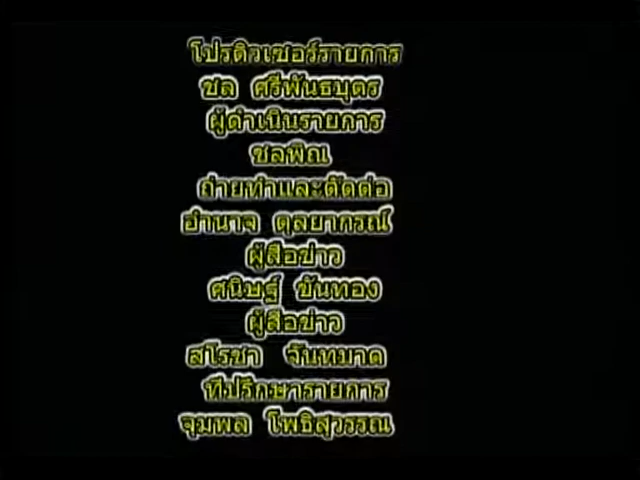 โปรดิวเซอร์รายการ
ชล ศรีพันธบุตร
ผู้ดำเนินรายการ
ชลพิณ
ถ่ายทำและตัดต่อ
อำนาจ ดุลยากรณ์
ผู้สื่อข่าว
ศนิษฐ์ ขันทอง
ผู้สื่อข่าว
สโรชา จันทมาด
ที่ปรึกษารายการ
จุมพล โพธิสุวรรณ